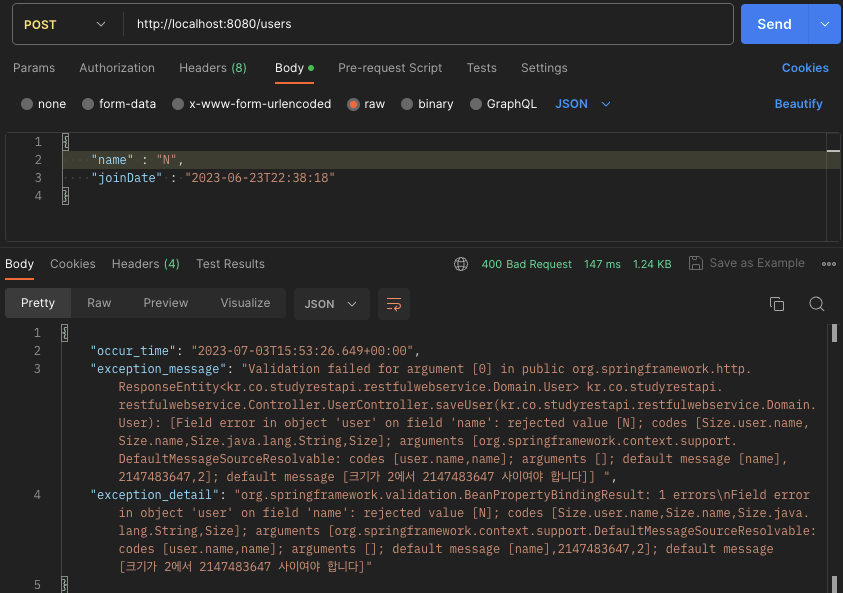 POST http://localhost:8080/users Send
Params Authorization Headers (8) Body Pre-request Script Tests Settings Cookies
none form-data x-www-form-urlencoded raw binary GraphQL JSON Beautify
1 {
2 "name" : "N",
3 "joinDate" : "2023-06-23T22:38:18"
4 }
Body Cookies Headers (4) Test Results 400 Bad Request 147 ms 1.24 KB Save as Example
Pretty Raw Preview Visualize JSON
1 {
2 "occur_time": "2023-07-03T15:53:26.649+00:00",
3 "exception_message": "Validation failed for argument [0] in public org.springframework.http.
ResponseEntity<kr.co.studyrestapi.restfulwebservice.Domain.User> kr.co.studyrestapi.
restfulwebservice.Controller.UserController.saveUser(kr.co.studyrestapi.restfulwebservice.Domain.
User): [Field error in object 'user' on field 'name': rejected value [N]; codes [Size.user.name,
Size.name,Size.java.lang.String,Size]; arguments [org.springframework.context.support.
DefaultMessageSourceResolvable: codes [user.name,name]; arguments []; default message [name],
2147483647,2]; default message [크기가 2에서 2147483647 사이여야 합니다]] ",
4 "exception_detail": "org.springframework.validation.BeanPropertyBindingResult: 1 errors\nField error
in object 'user' on field 'name': rejected value [N]; codes [Size.user.name,Size.name,Size.java.
lang.String,Size]; arguments [org.springframework.context.support.DefaultMessageSourceResolvable:
codes [user.name,name]; arguments []; default message [name],2147483647,2]; default message
[크기가 2에서 2147483647 사이여야 합니다]"
5 }